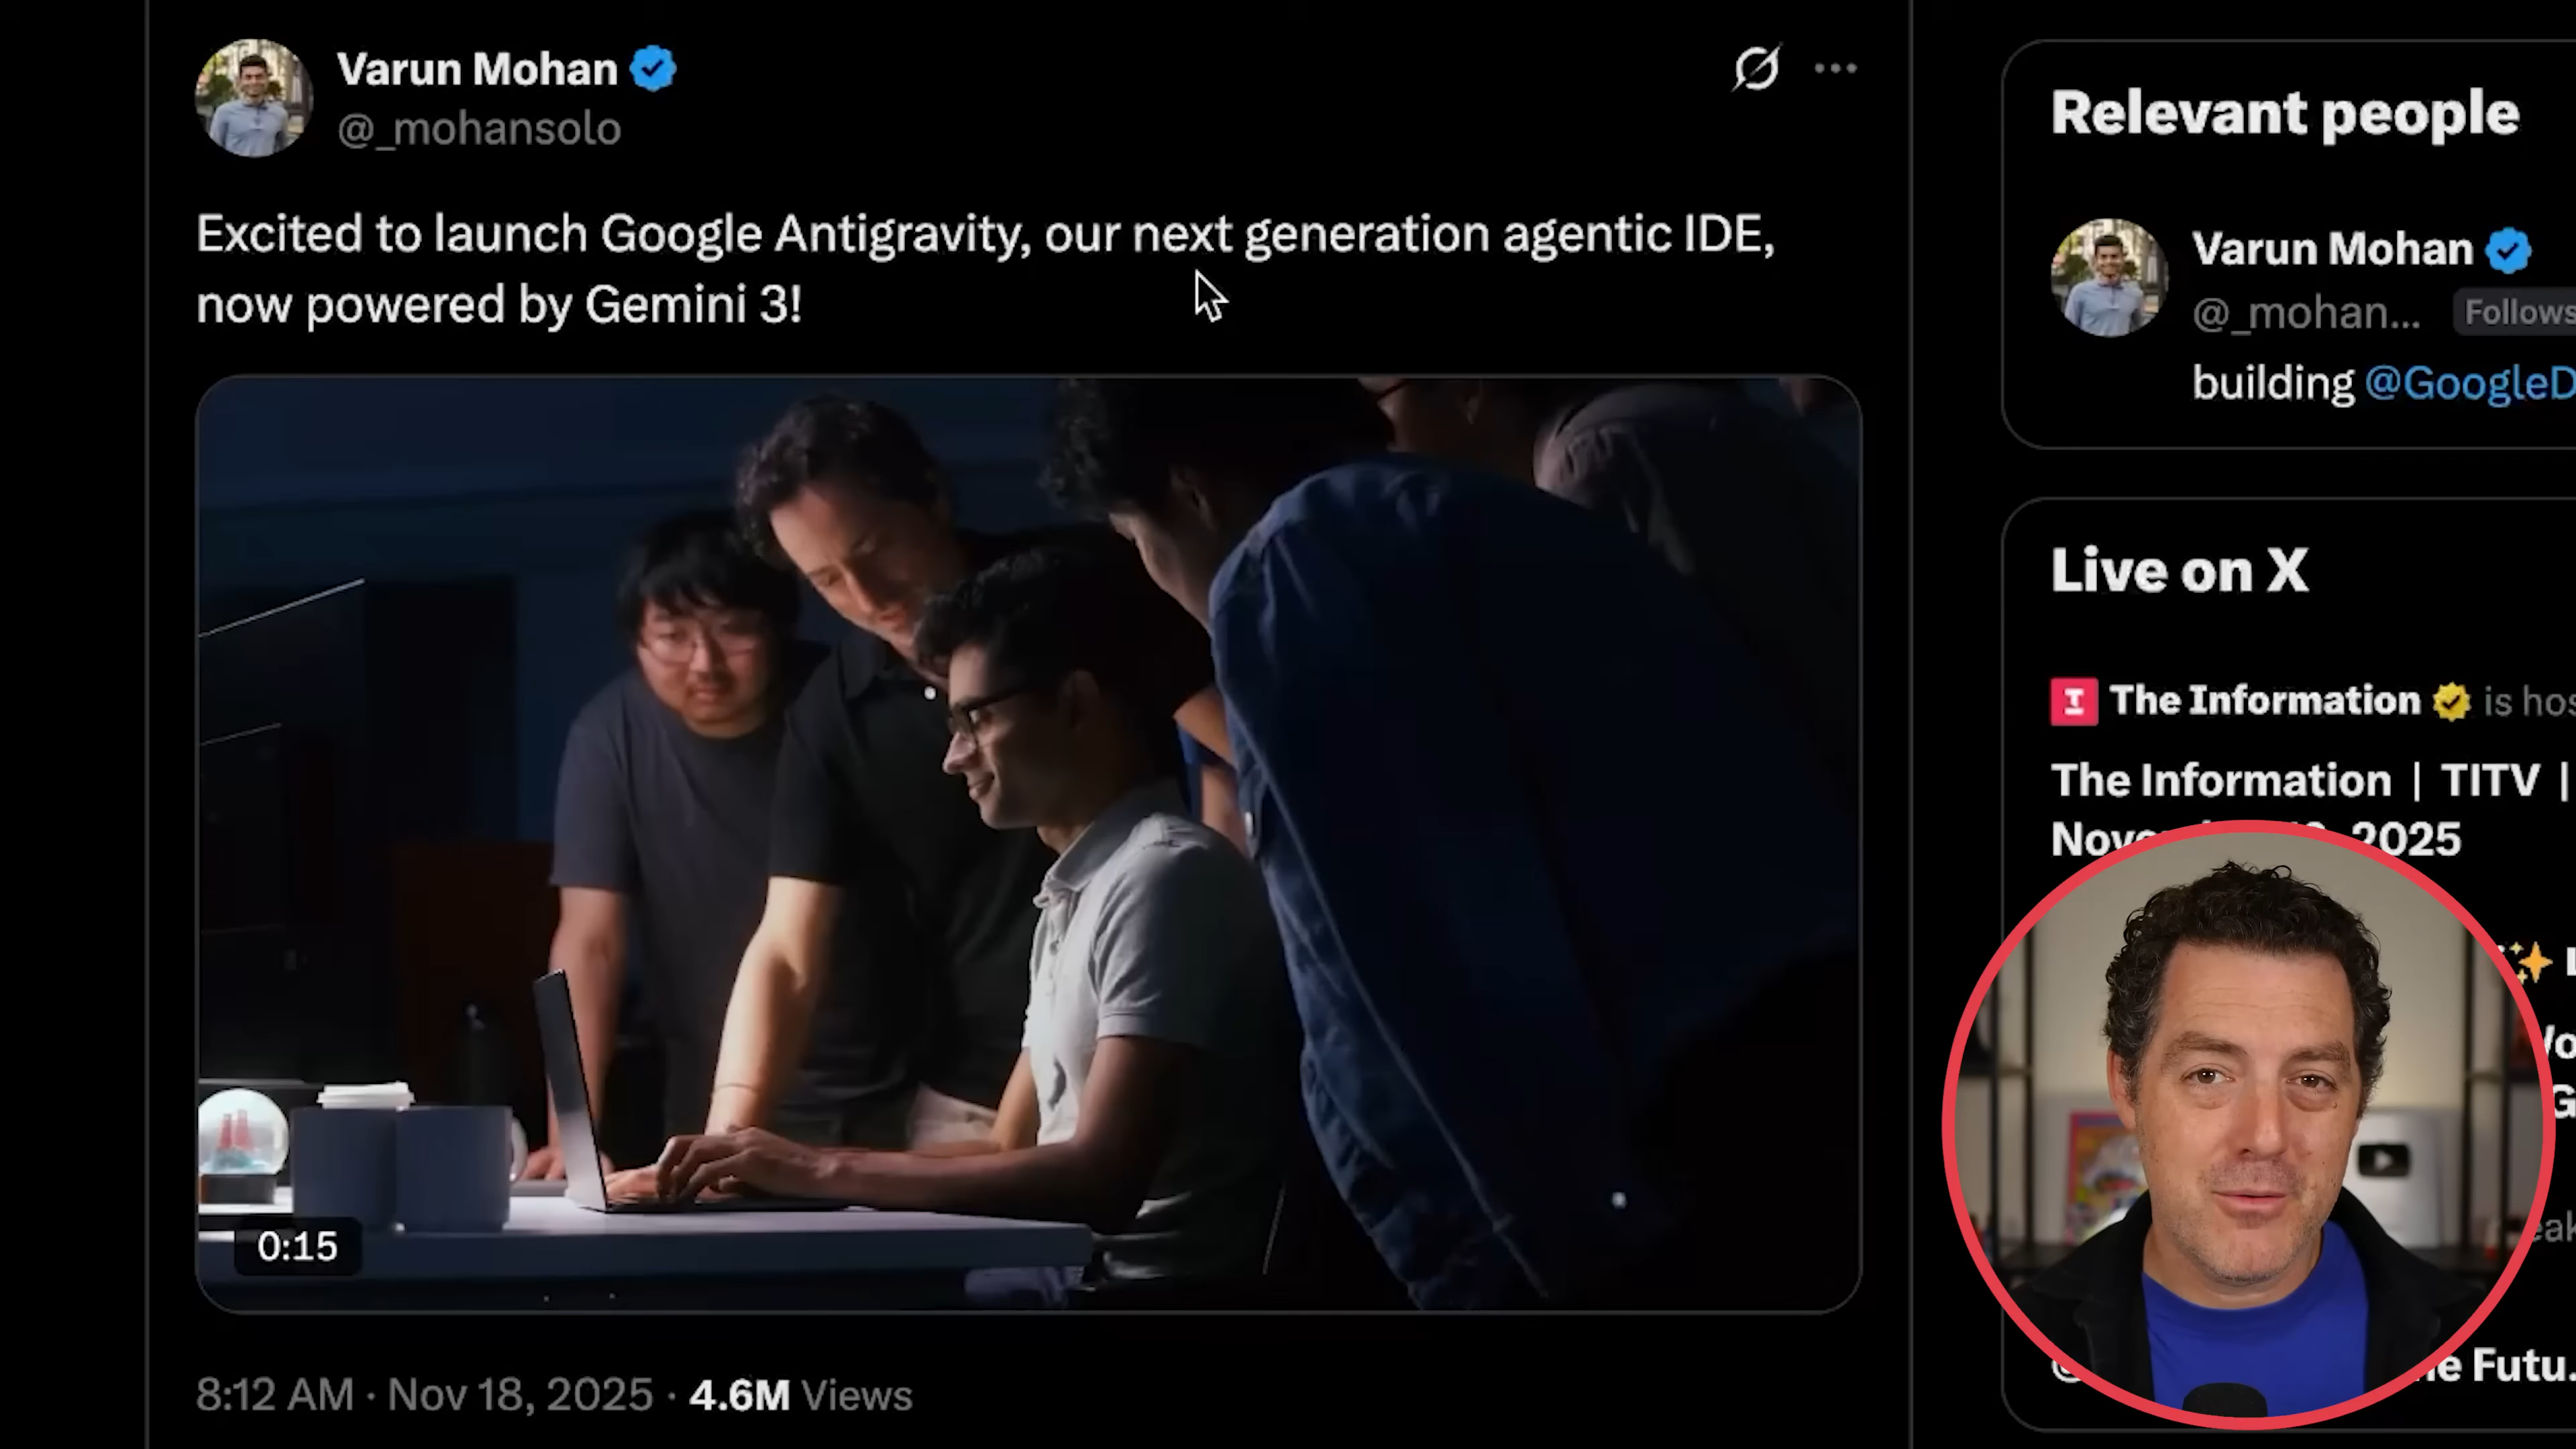 Varun Mohan
@_mohansolo
Excited to launch Google Antigravity, our next generation agentic IDE,
now powered by Gemini 3!
0:15
8:12 AM · Nov 18, 2025 · 4.6M Views
Relevant people
Varun Mohan
@_mohan... Follows
building @GoogleD
Live on X
The Information is hos
The Information | TITV |
2025
e Futu...